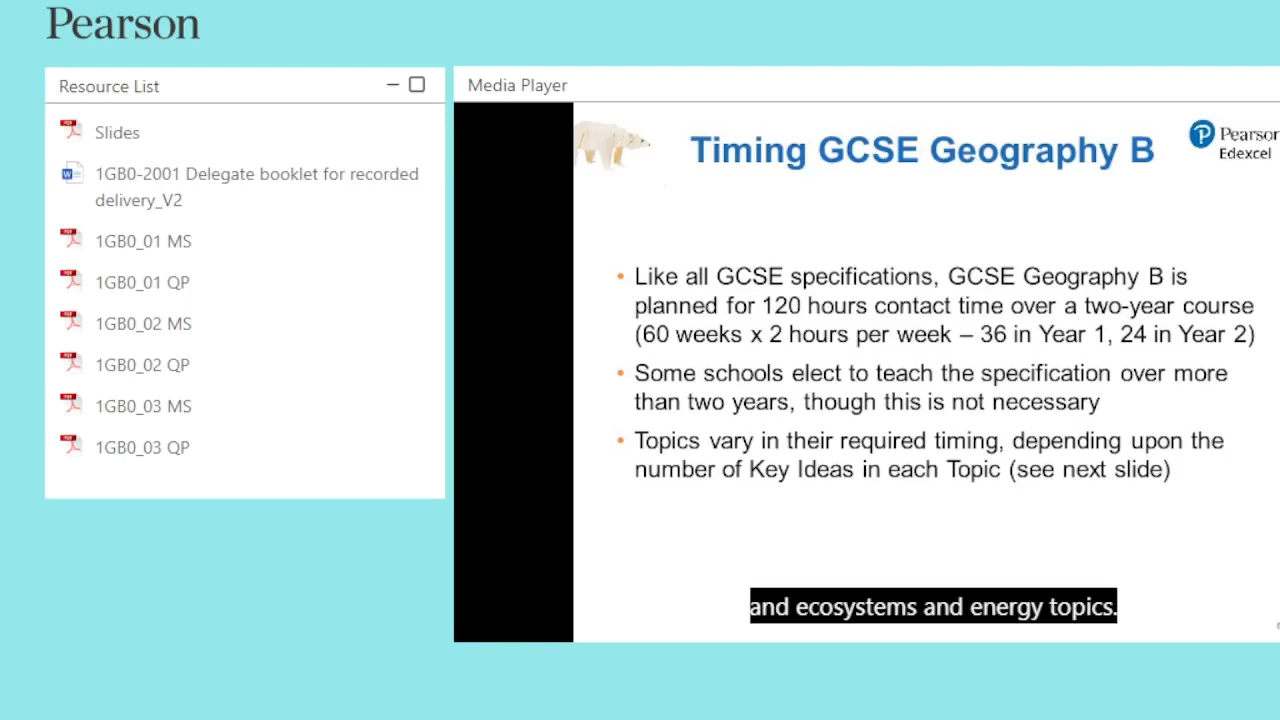 Pearson
Resource List
Slides
1GB0-2001 Delegate booklet for recorded
delivery_V2
1GB0_01 MS
1GB0_01 QP
1GB0_02 MS
1GB0_02 QP
1GB0_03 MS
1GB0_03 QP
Media Player
Timing GCSE Geography B
Pearson
Edexcel
• Like all GCSE specifications, GCSE Geography B is
planned for 120 hours contact time over a two-year course
(60 weeks x 2 hours per week – 36 in Year 1, 24 in Year 2)
• Some schools elect to teach the specification over more
than two years, though this is not necessary
• Topics vary in their required timing, depending upon the
number of Key Ideas in each Topic (see next slide)
and ecosystems and energy topics.